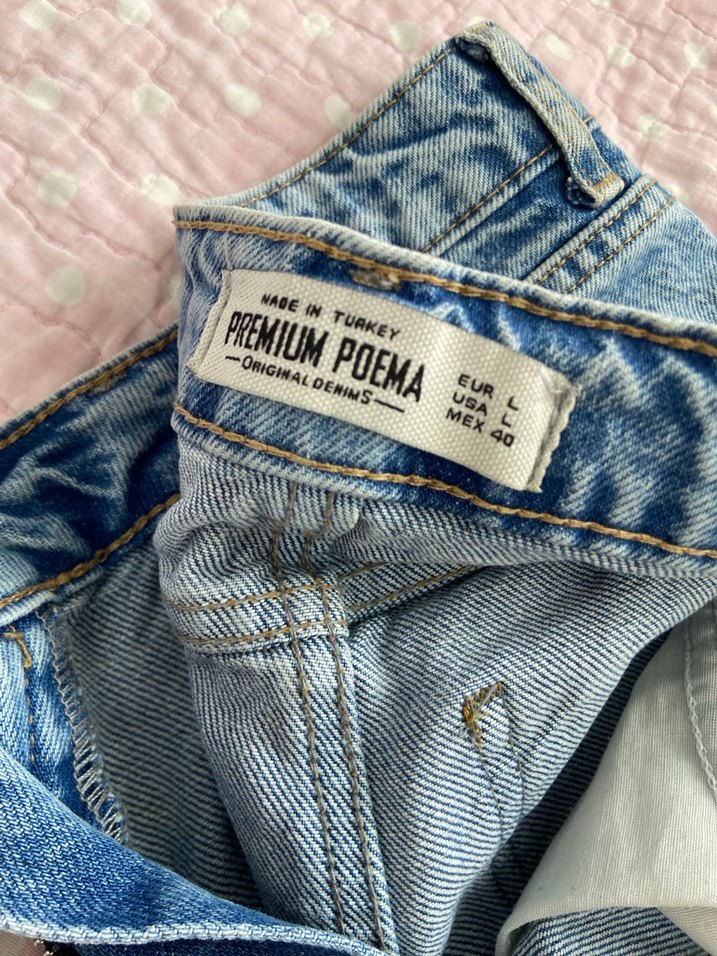 MADE IN TURKEY
PREMIUM POEMA
ORIGINAL DENIMS
EUR L
USA L
MEX 40